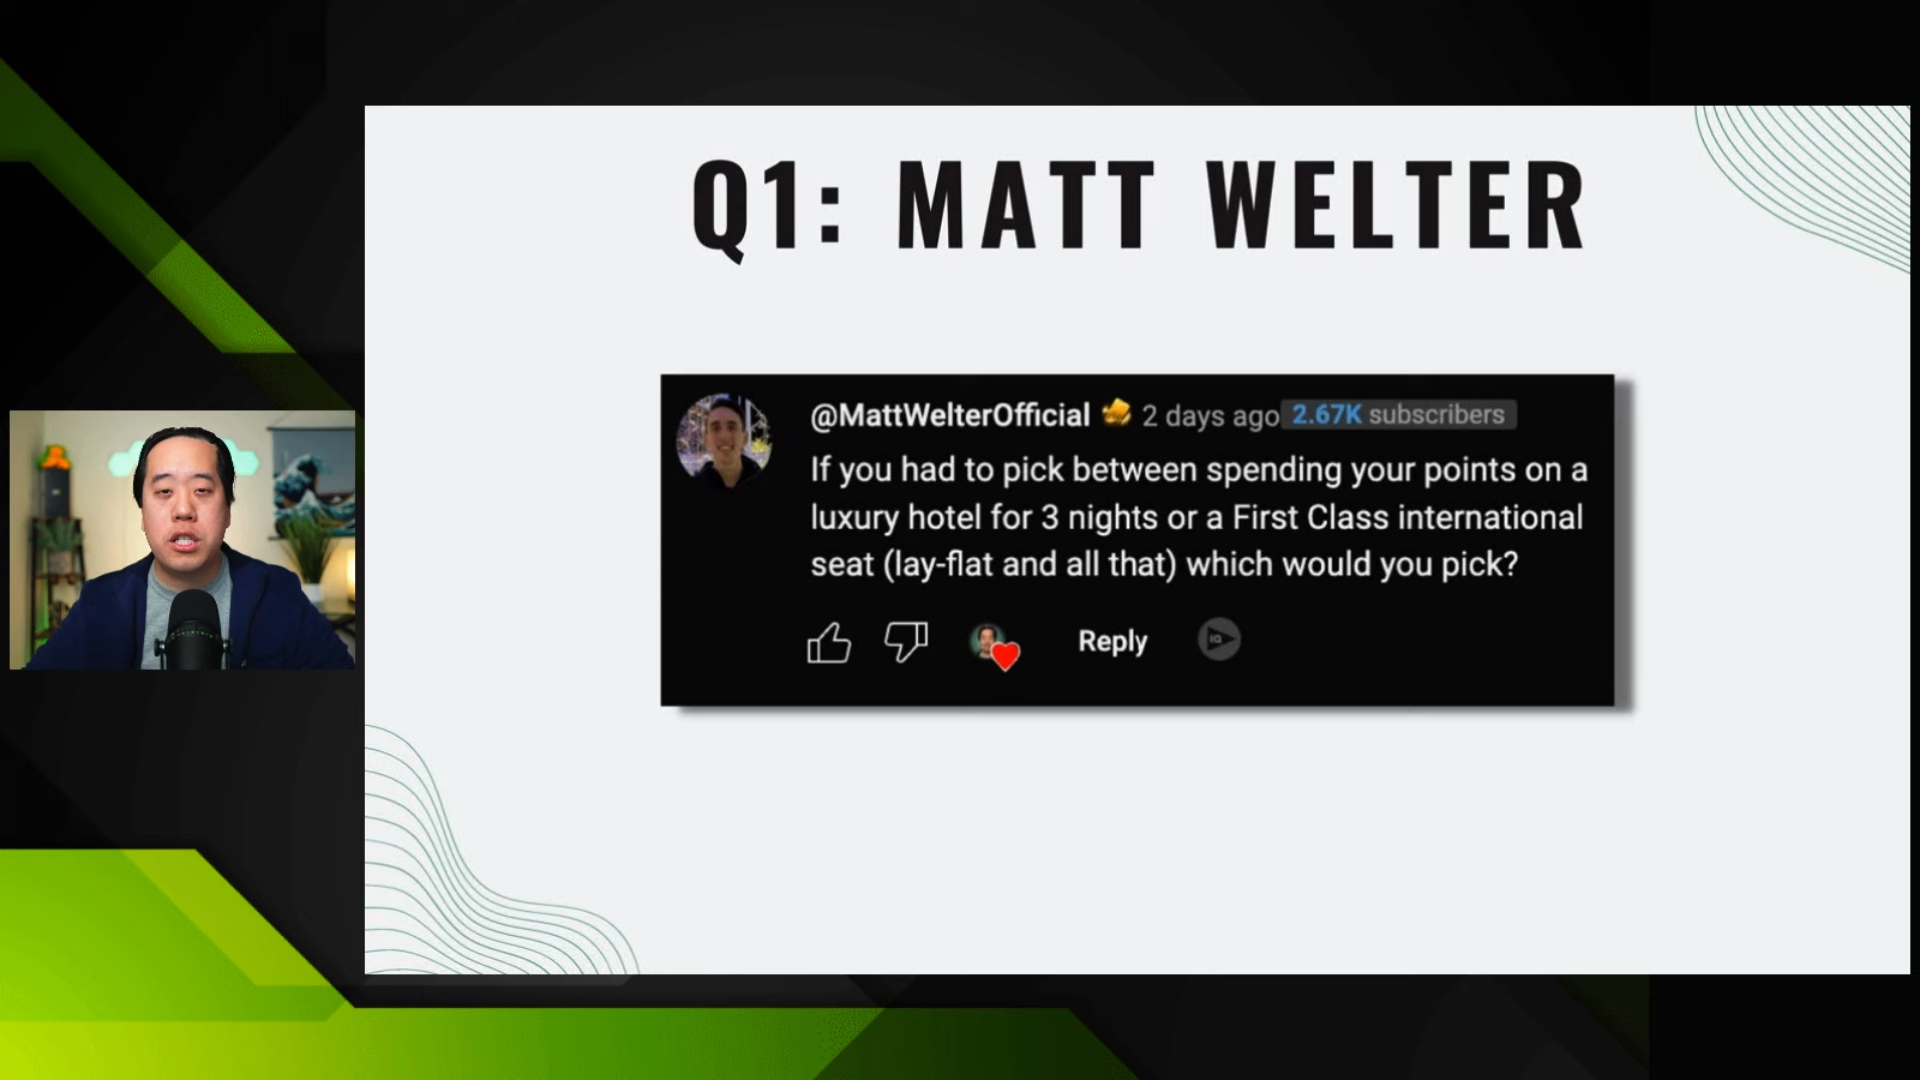 Q1: MATT WELTER
@MattWelterOfficial 2 days ago 2.67K subscribers
If you had to pick between spending your points on a
luxury hotel for 3 nights or a First Class international
seat (lay-flat and all that) which would you pick?
Reply
IQ